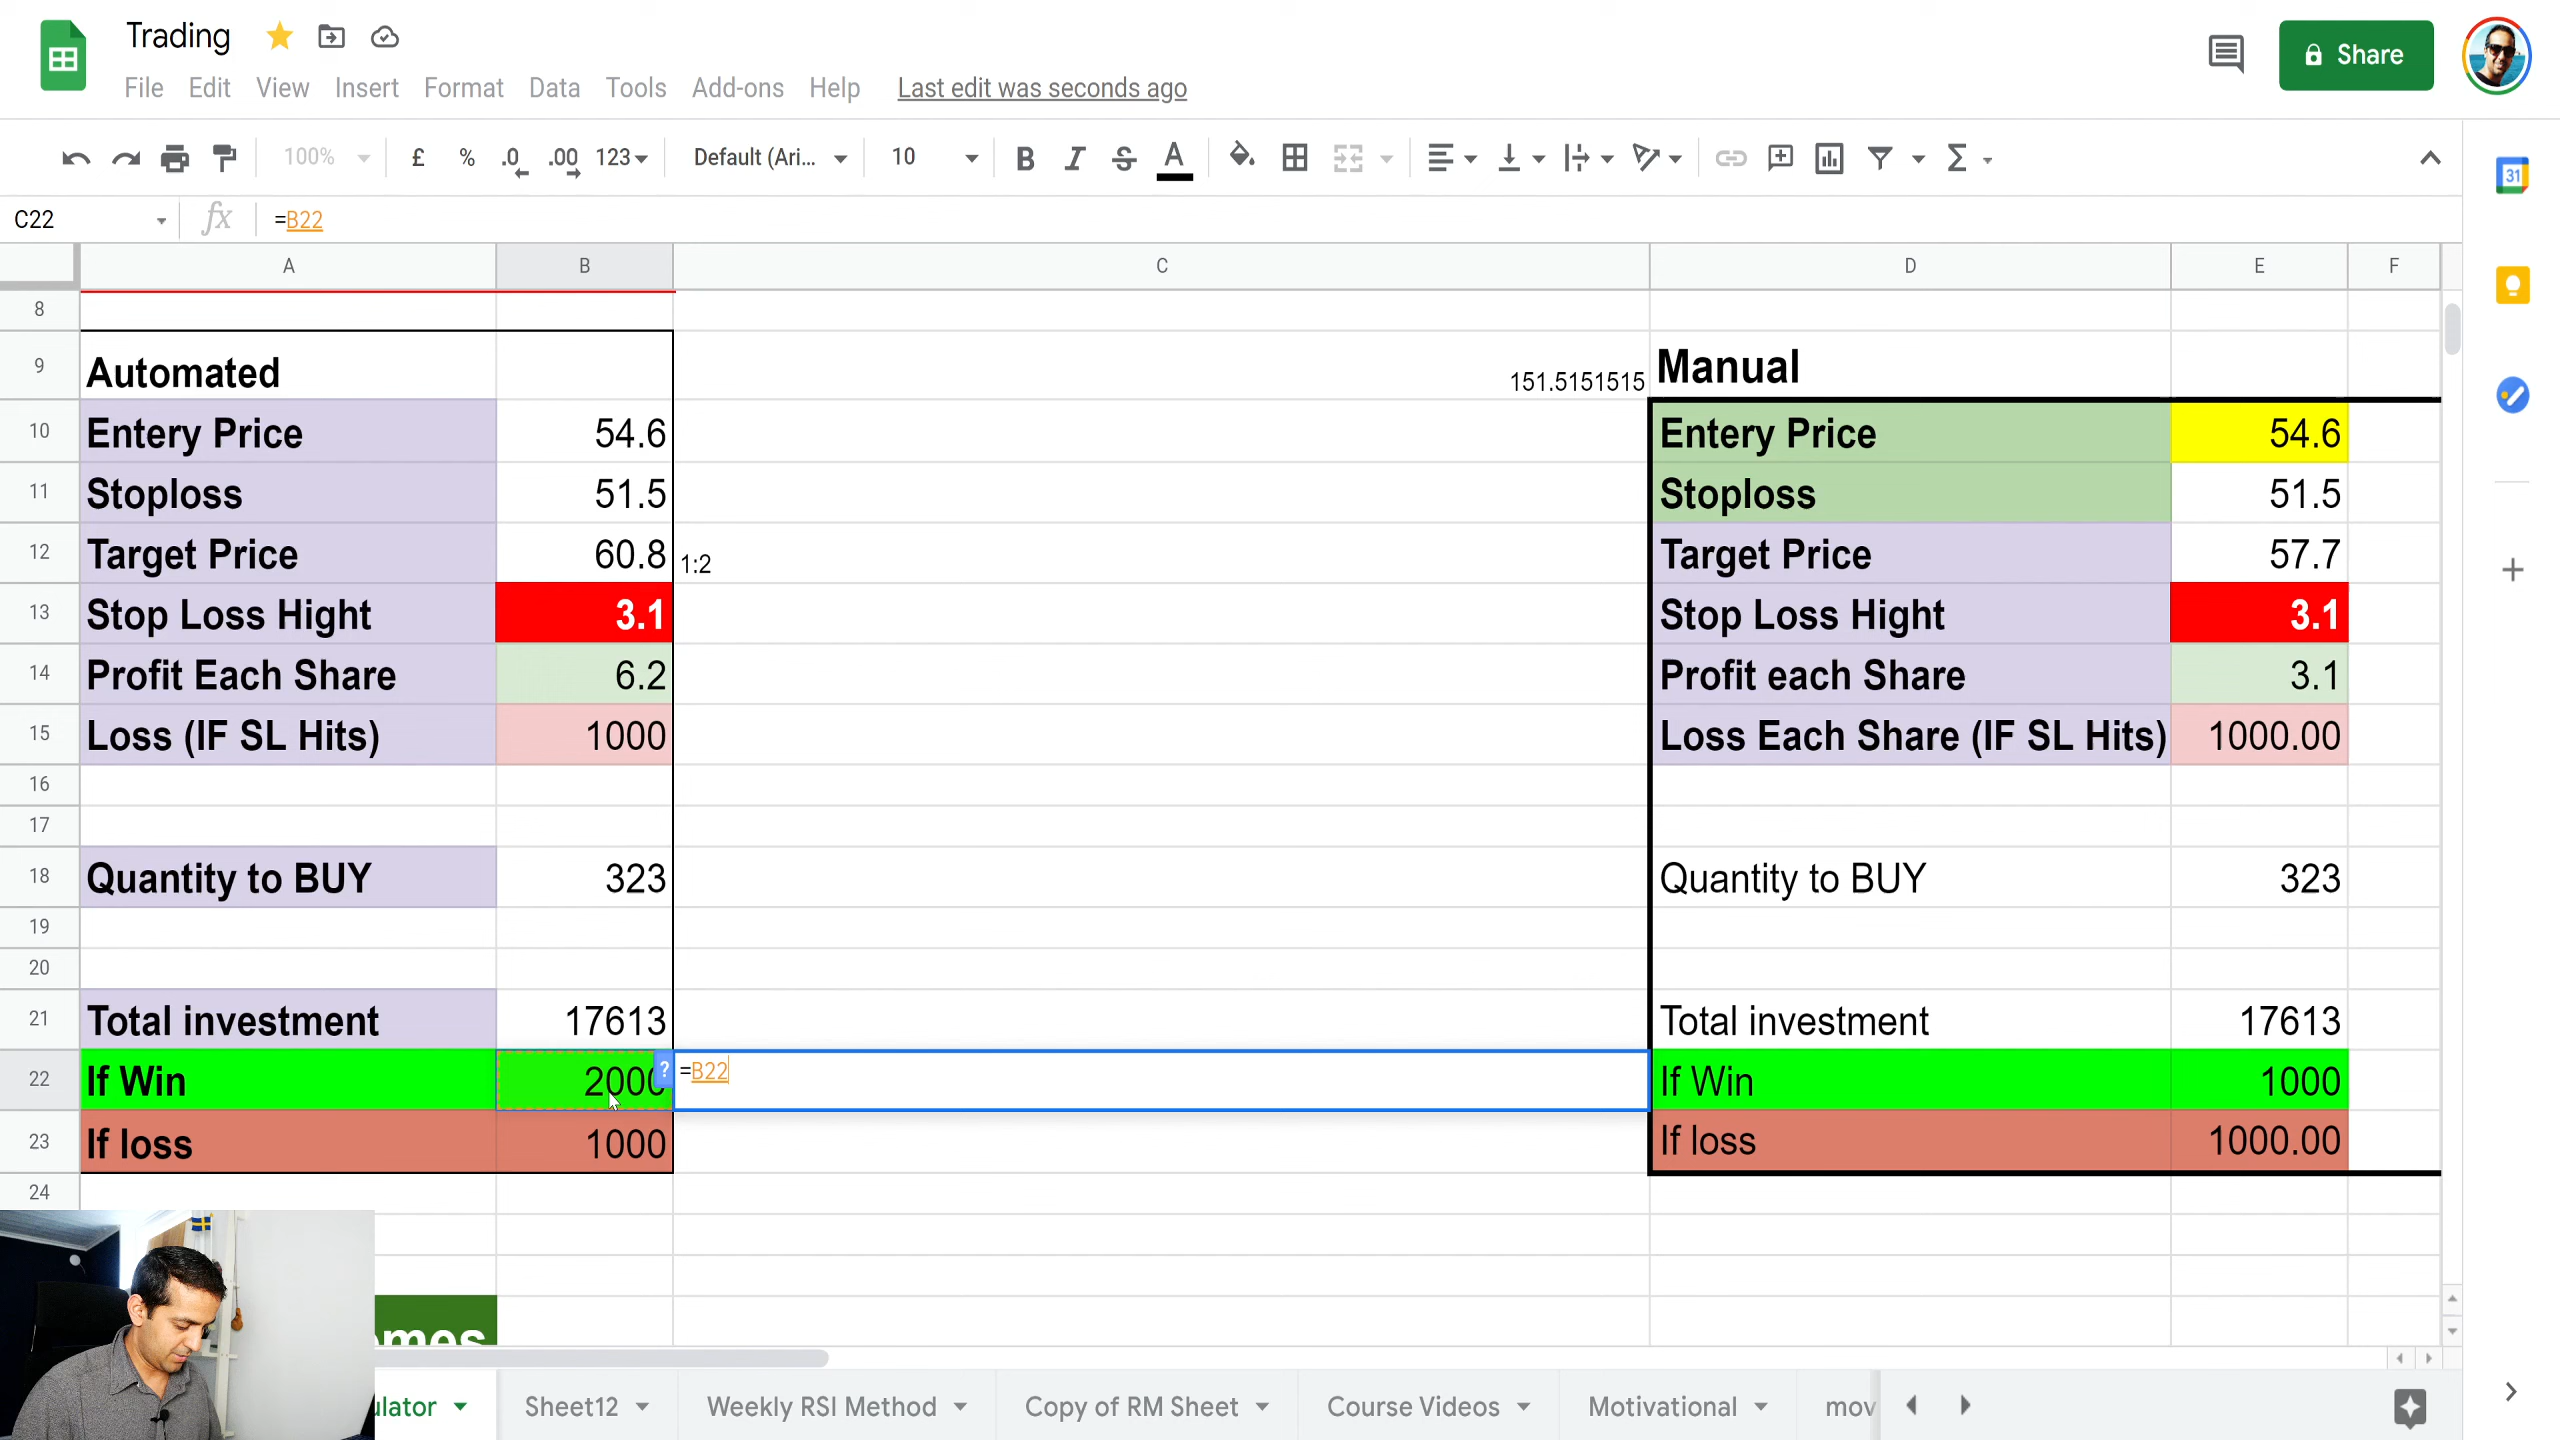 Trading
File Edit View Insert Format Data Tools Add-ons Help Last edit was seconds ago
Share
100% £ % .0 .00 123 Default (Ari... 10 B I S A Σ
31
C22 fx =B22
A B C D E F
8
9 Automated 151.5151515 Manual
10 Entery Price 54.6 Entery Price 54.6
11 Stoploss 51.5 Stoploss 51.5
12 Target Price 60.8 1:2 Target Price 57.7
13 Stop Loss Hight 3.1 Stop Loss Hight 3.1
14 Profit Each Share 6.2 Profit each Share 3.1
15 Loss (IF SL Hits) 1000 Loss Each Share (IF SL Hits) 1000.00
16
17
18 Quantity to BUY 323 Quantity to BUY 323
19
20
21 Total investment 17613 Total investment 17613
22 If Win 2000 ? =B22 If Win 1000
23 If loss 1000 If loss 1000.00
24
ulator Sheet12 Weekly RSI Method Copy of RM Sheet Course Videos Motivational mov